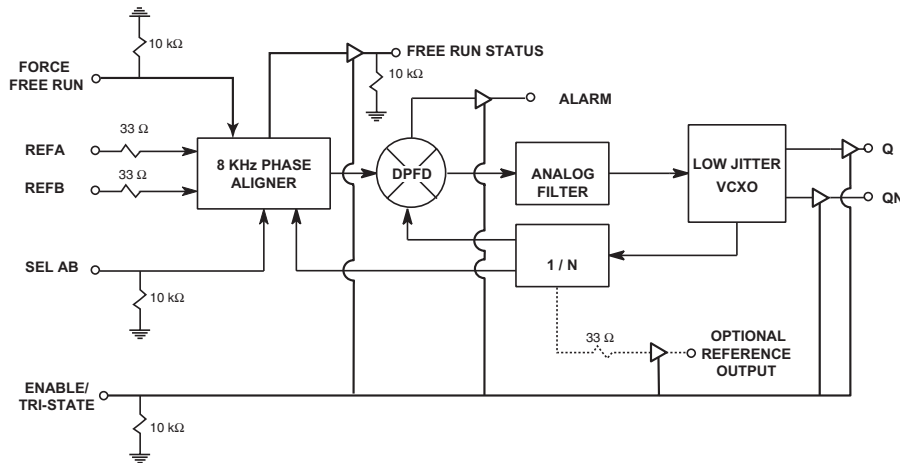 10 kΩ
FORCE
FREE RUN
FREE RUN STATUS
10 kΩ
ALARM
33 Ω
REFA
REFB
33 Ω
8 KHz PHASE
ALIGNER
DPFD
ANALOG
FILTER
LOW JITTER
VCXO
Q
QN
SEL AB
10 kΩ
1 / N
33 Ω
OPTIONAL
REFERENCE
OUTPUT
ENABLE/
TRI-STATE
10 kΩ